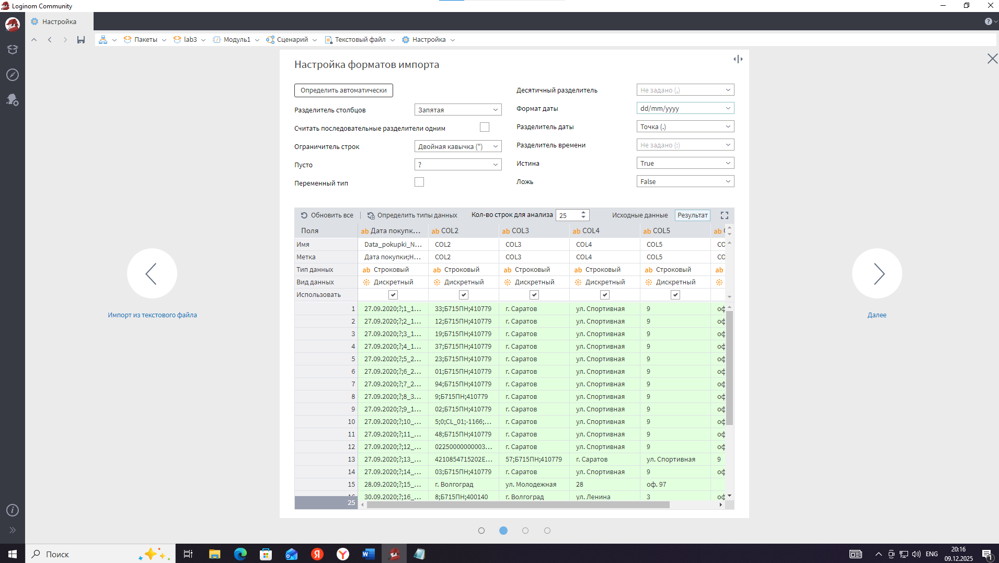 Loginom Community
Настройка
Пакеты lab3 Модуль1 Сценарий Текстовый файл Настройка
Настройка форматов импорта
Определить автоматически
Десятичный разделитель Не задано (,)
Разделитель столбцов Запятая
Формат даты dd/mm/yyyy
Считать последовательные разделители одним
Разделитель даты Точка (.)
Ограничитель строк Двойная кавычка (")
Разделитель времени Не задано (:)
Пусто ?
Истина True
Переменный тип
Ложь False
Обновить все Определить типы данных Кол-во строк для анализа 25 Исходные данные Результат
Поля ab Дата покупк... ab COL2 ab COL3 ab COL4 ab COL5 ab
Имя Data_pokupki_N... COL2 COL3 COL4 COL5 CO
Метка Дата покупки;Н... COL2 COL3 COL4 COL5 CO
Тип данных ab Строковый ab Строковый ab Строковый ab Строковый ab Строковый ab
Вид данных Дискретный Дискретный Дискретный Дискретный Дискретный
Использовать
1 27.09.2020;?;1_1... 33;Б715ПН;410779 г. Саратов ул. Спортивная 9 оф
2 27.09.2020;?;2_1... 12;Б715ПН;410779 г. Саратов ул. Спортивная 9 оф
3 27.09.2020;?;3_1... 19;Б715ПН;410779 г. Саратов ул. Спортивная 9 оф
4 27.09.2020;?;4_1... 37;Б715ПН;410779 г. Саратов ул. Спортивная 9 оф
5 27.09.2020;?;5_2... 23;Б715ПН;410779 г. Саратов ул. Спортивная 9 оф
6 27.09.2020;?;6_2... 01;Б715ПН;410779 г. Саратов ул. Спортивная 9 оф
7 27.09.2020;?;7_2... 94;Б715ПН;410779 г. Саратов ул. Спортивная 9 оф
8 27.09.2020;?;8_3... 9;Б715ПН;410779 г. Саратов ул. Спортивная 9 оф
9 27.09.2020;?;9_1... 02;Б715ПН;410779 г. Саратов ул. Спортивная 9 оф
10 27.09.2020;?;10_... 5;0;CL_01;-1166;... г. Саратов ул. Спортивная 9 оф
11 27.09.2020;?;11_... 48;Б715ПН;410779 г. Саратов ул. Спортивная 9 оф
12 27.09.2020;?;12_... 02250000000003... г. Саратов ул. Спортивная 9 оф
13 27.09.2020;?;13_... 4210854715202E... 57;Б715ПН;410779 г. Саратов ул. Спортивная 9
14 27.09.2020;?;14_... 03;Б715ПН;410779 г. Саратов ул. Спортивная 9 оф
15 28.09.2020;?;15_... г. Волгоград ул. Молодежная 28 оф. 97
16 30.09.2020;?;16_... 8;Б715ПН;400140 г. Волгоград ул. Ленина 3 оф
25
Импорт из текстового файла
Далее
Поиск
ENG
20:16
09.12.2025
1